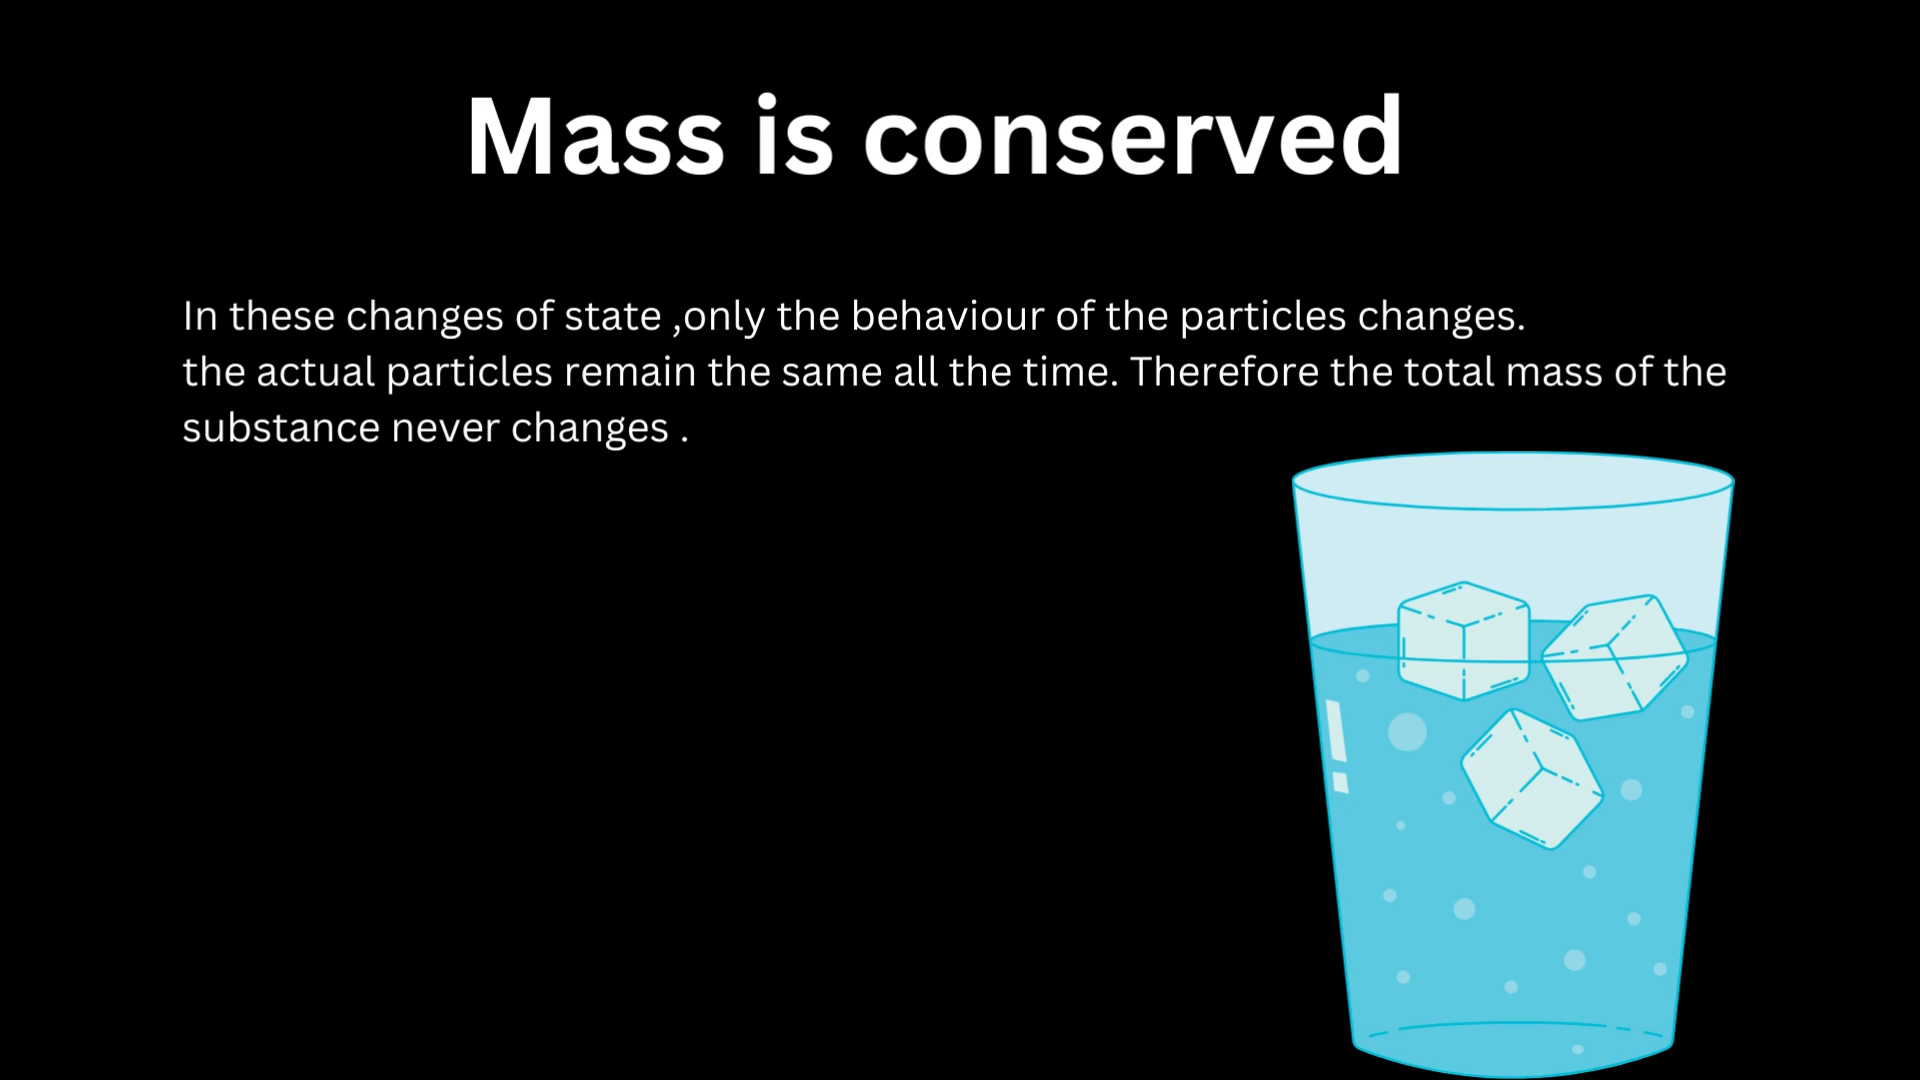 Mass is conserved
In these changes of state ,only the behaviour of the particles changes.
the actual particles remain the same all the time. Therefore the total mass of the
substance never changes .